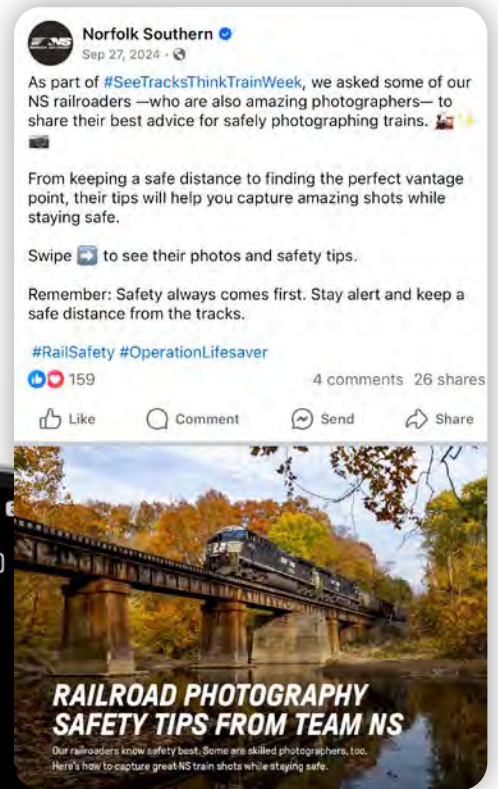 Norfolk Southern
Sep 27, 2024 ·
As part of #SeeTracksThinkTrainWeek, we asked some of our
NS railroaders —who are also amazing photographers— to
share their best advice for safely photographing trains.
From keeping a safe distance to finding the perfect vantage
point, their tips will help you capture amazing shots while
staying safe.
Swipe ➡️ to see their photos and safety tips.
Remember: Safety always comes first. Stay alert and keep a
safe distance from the tracks.
#RailSafety #OperationLifesaver
159
4 comments 26 shares
Like Comment Send Share
RAILROAD PHOTOGRAPHY
SAFETY TIPS FROM TEAM NS
Our railroaders know safety best. Some are skilled photographers, too.
Here's how to capture great NS train shots while staying safe.